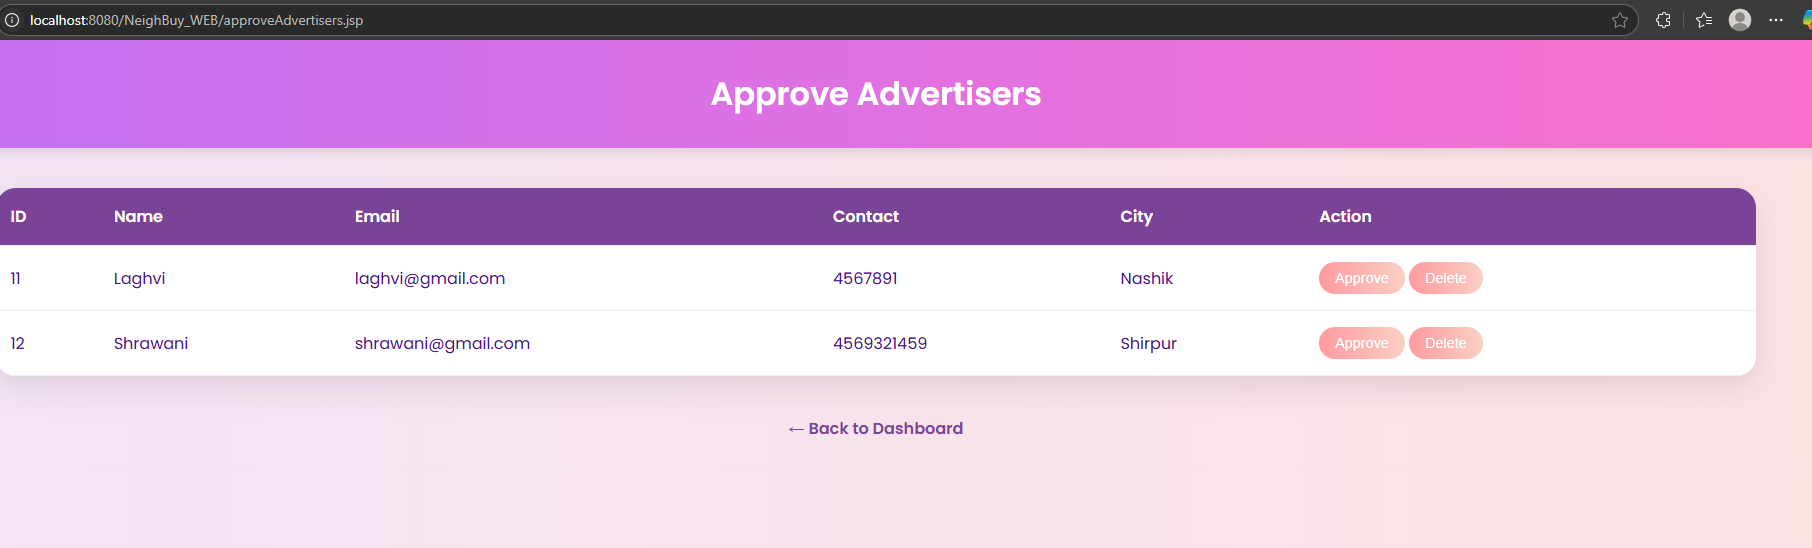 localhost:8080/NeighBuy_WEB/approveAdvertisers.jsp
Approve Advertisers
ID Name Email Contact City Action
11 Laghvi laghvi@gmail.com 4567891 Nashik Approve Delete
12 Shrawani shrawani@gmail.com 4569321459 Shirpur Approve Delete
← Back to Dashboard